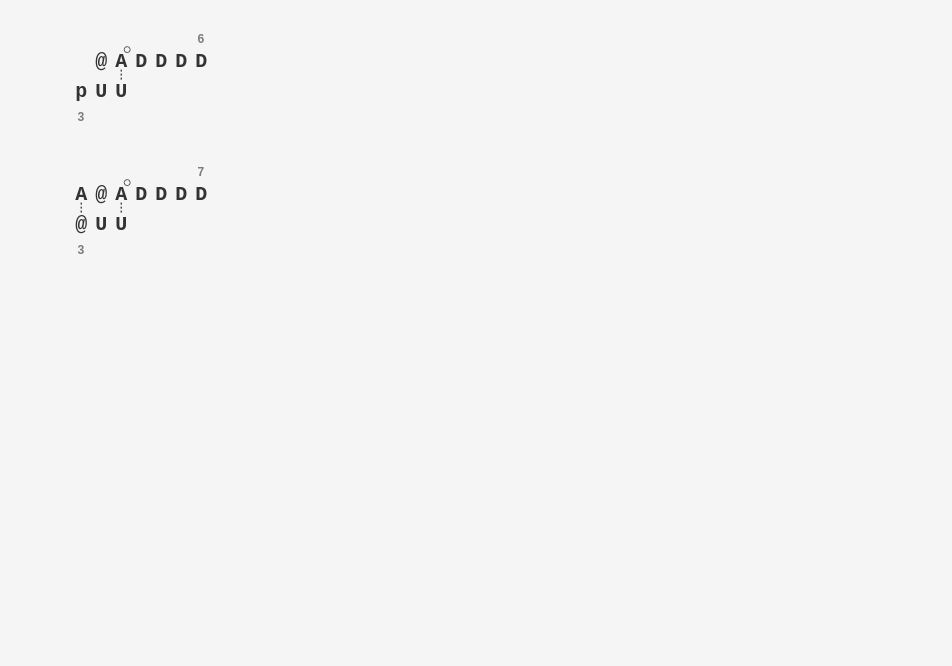 6
@ A D D D D
p U U
3
7
A @ A D D D D
@ U U
3